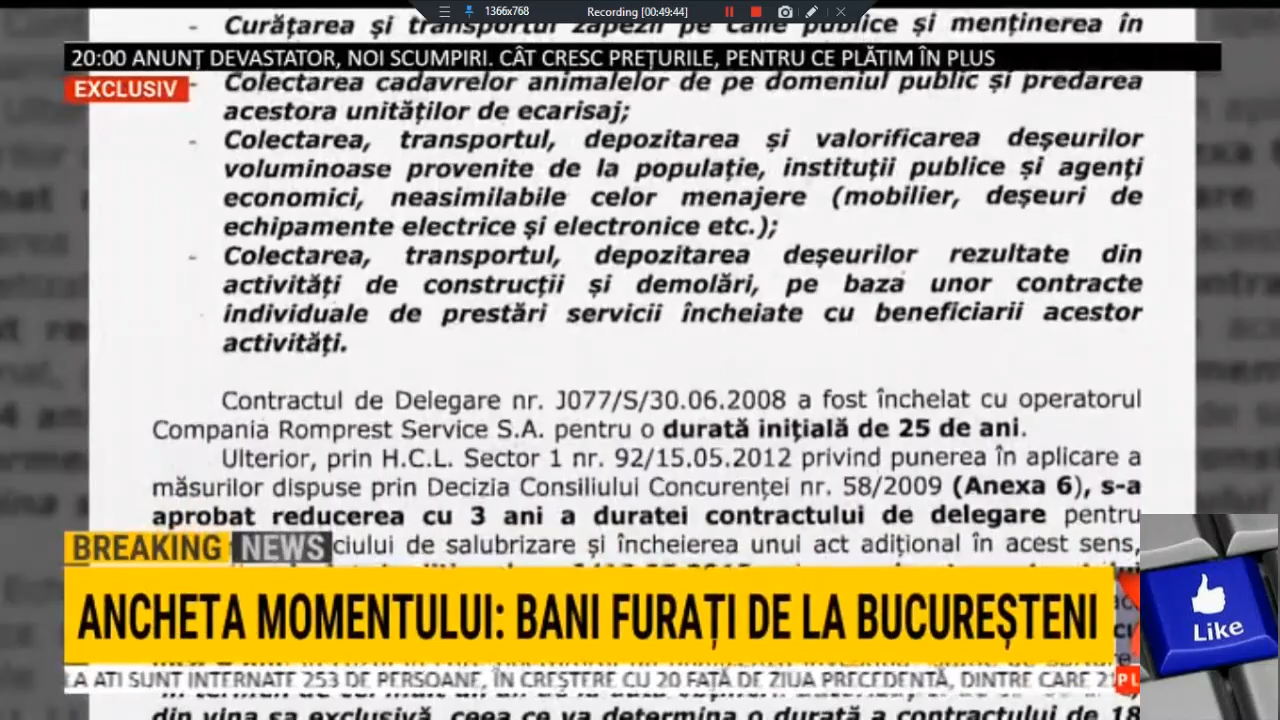 1366x768
Recording [00:49:44]
- Curățarea și transportul zăpezii pe căile publice și menținerea în
20:00 ANUNȚ DEVASTATOR, NOI SCUMPIRI. CÂT CRESC PREȚURILE, PENTRU CE PLĂTIM ÎN PLUS
EXCLUSIV
- Colectarea cadavrelor animalelor de pe domeniul public și predarea
acestora unităților de ecarisaj;
- Colectarea, transportul, depozitarea și valorificarea deșeurilor
voluminoase provenite de la populație, instituții publice și agenți
economici, neasimilabile celor menajere (mobilier, deșeuri de
echipamente electrice și electronice etc.);
- Colectarea, transportul, depozitarea deșeurilor rezultate din
activități de construcții și demolări, pe baza unor contracte
individuale de prestări servicii încheiate cu beneficiarii acestor
activități.
Contractul de Delegare nr. J077/S/30.06.2008 a fost încheiat cu operatorul
Compania Romprest Service S.A. pentru o durată inițială de 25 de ani.
Ulterior, prin H.C.L. Sector 1 nr. 92/15.05.2012 privind punerea în aplicare a
măsurilor dispuse prin Decizia Consiliului Concurenței nr. 58/2009 (Anexa 6), s-a
aprobat reducerea cu 3 ani a duratei contractului de delegare pentru
ciului de salubrizare și încheierea unui act adițional în acest sens,
BREAKING NEWS
ANCHETA MOMENTULUI: BANI FURAȚI DE LA BUCUREȘTENI
LA ATI SUNT INTERNATE 253 DE PERSOANE, ÎN CREȘTERE CU 20 FAȚĂ DE ZIUA PRECEDENTĂ, DINTRE CARE
din vina sa exclusivă, ceea ce va determina o durată a contractului de 18
Like